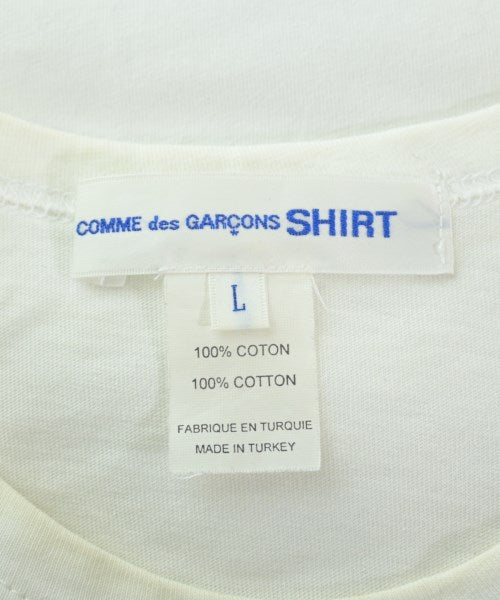 COMME des GARÇONS SHIRT
L
100% COTON
100% COTTON
FABRIQUE EN TURQUIE
MADE IN TURKEY